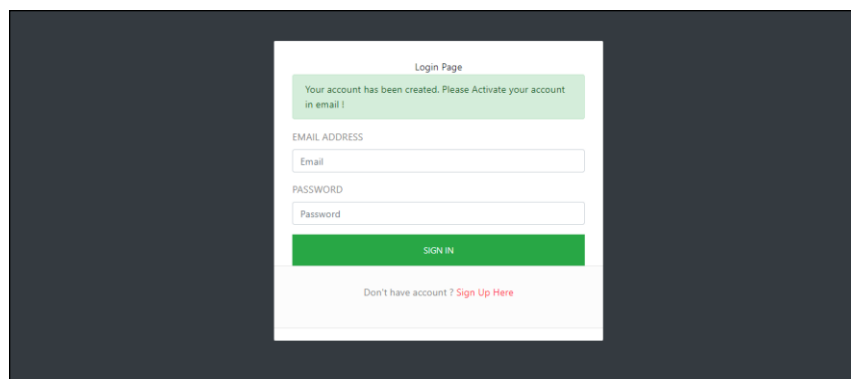 Login Page
Your account has been created. Please Activate your account
in email !
EMAIL ADDRESS
Email
PASSWORD
Password
SIGN IN
Don't have account ? Sign Up Here